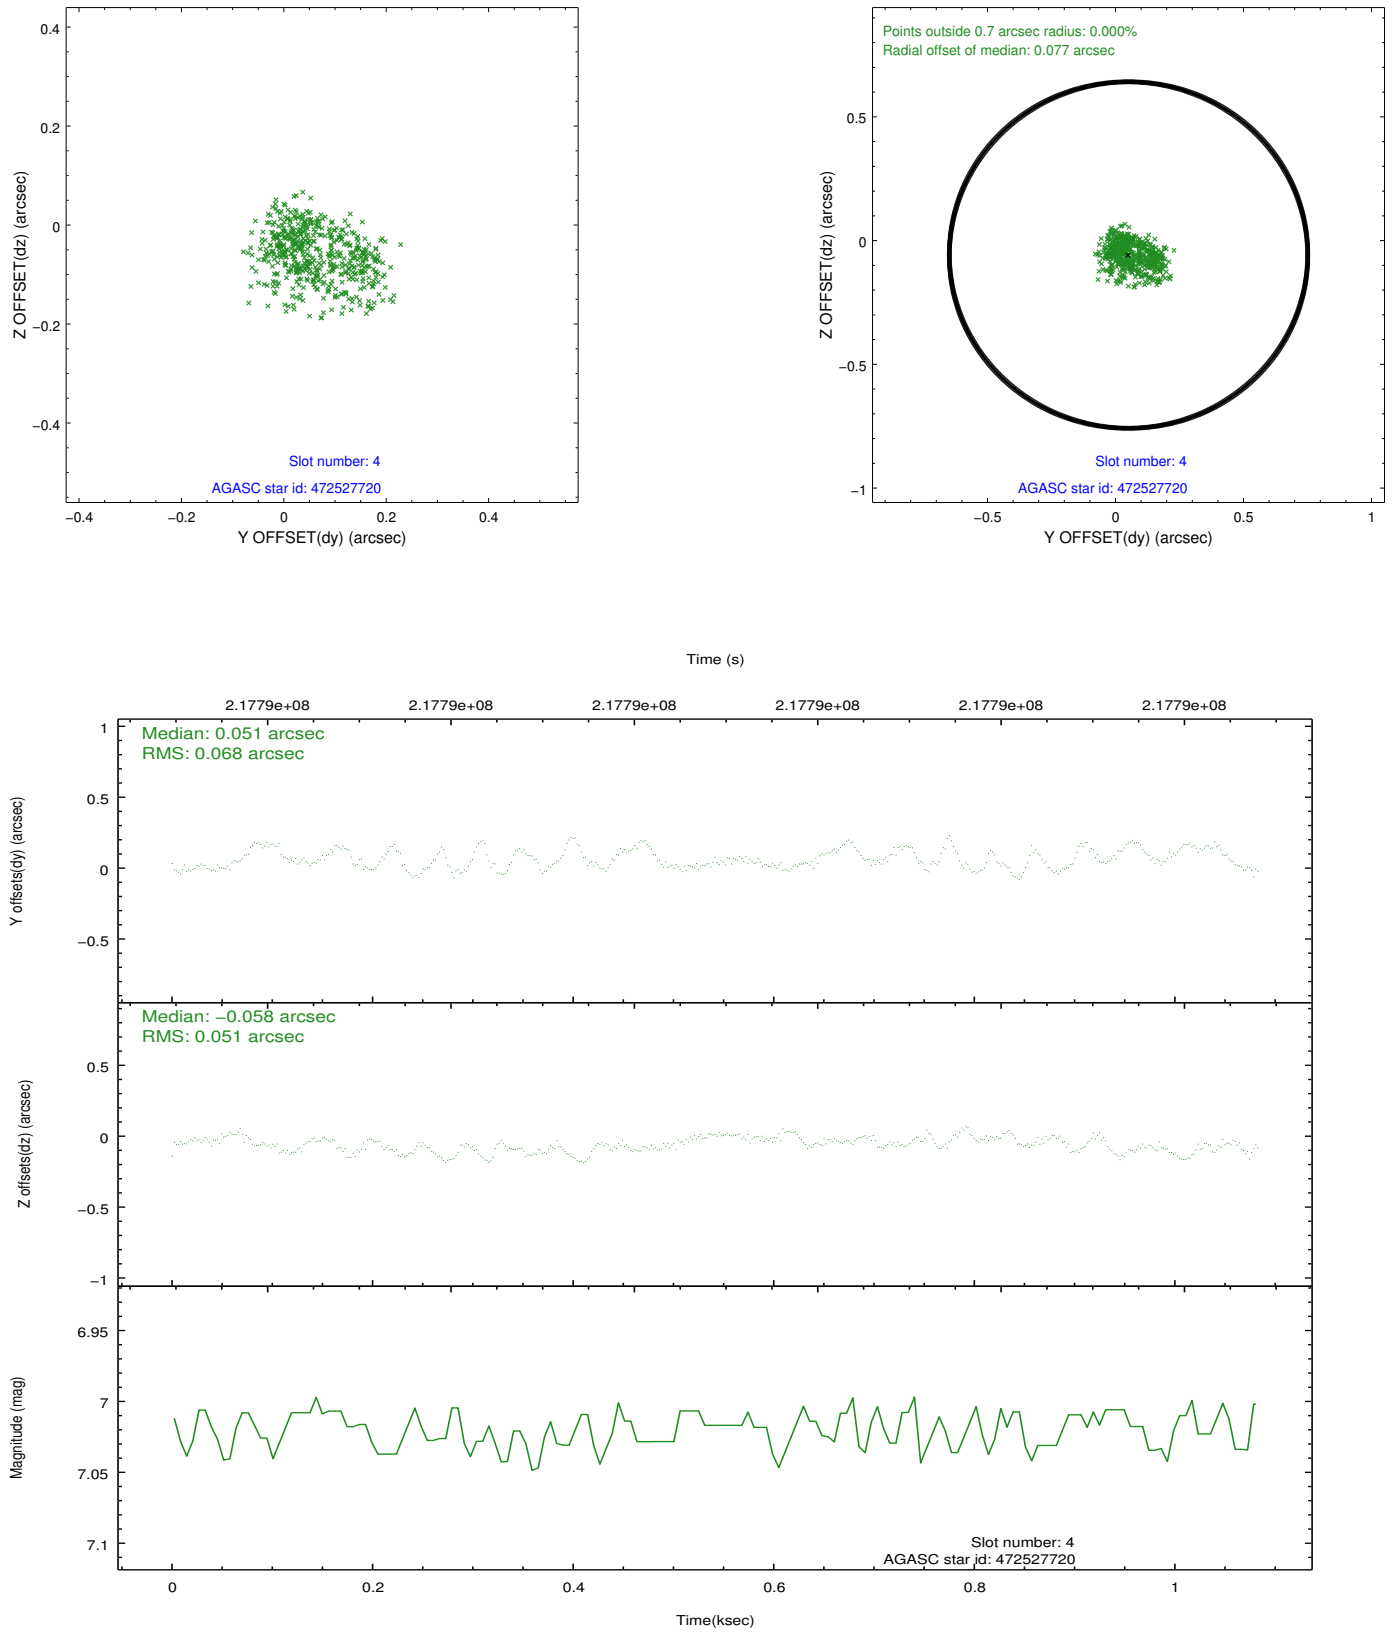 0.4
0.2
0
−0.2
−0.4
Z OFFSET(dz) (arcsec)
Slot number: 4
AGASC star id: 472527720
−0.4 −0.2 0 0.2 0.4
Y OFFSET(dy) (arcsec)
Points outside 0.7 arcsec radius: 0.000%
Radial offset of median: 0.077 arcsec
0.5
0
−0.5
−1
Z OFFSET(dz) (arcsec)
Slot number: 4
AGASC star id: 472527720
−0.5 0 0.5 1
Y OFFSET(dy) (arcsec)
Time (s)
2.1779e+08 2.1779e+08 2.1779e+08 2.1779e+08 2.1779e+08 2.1779e+08
Median: 0.051 arcsec
RMS: 0.068 arcsec
1
0.5
0
−0.5
Y offsets(dy) (arcsec)
Median: −0.058 arcsec
RMS: 0.051 arcsec
0.5
0
−0.5
−1
Z offsets(dz) (arcsec)
6.95
7
7.05
7.1
Magnitude (mag)
Slot number: 4
AGASC star id: 472527720
0 0.2 0.4 0.6 0.8 1
Time(ksec)